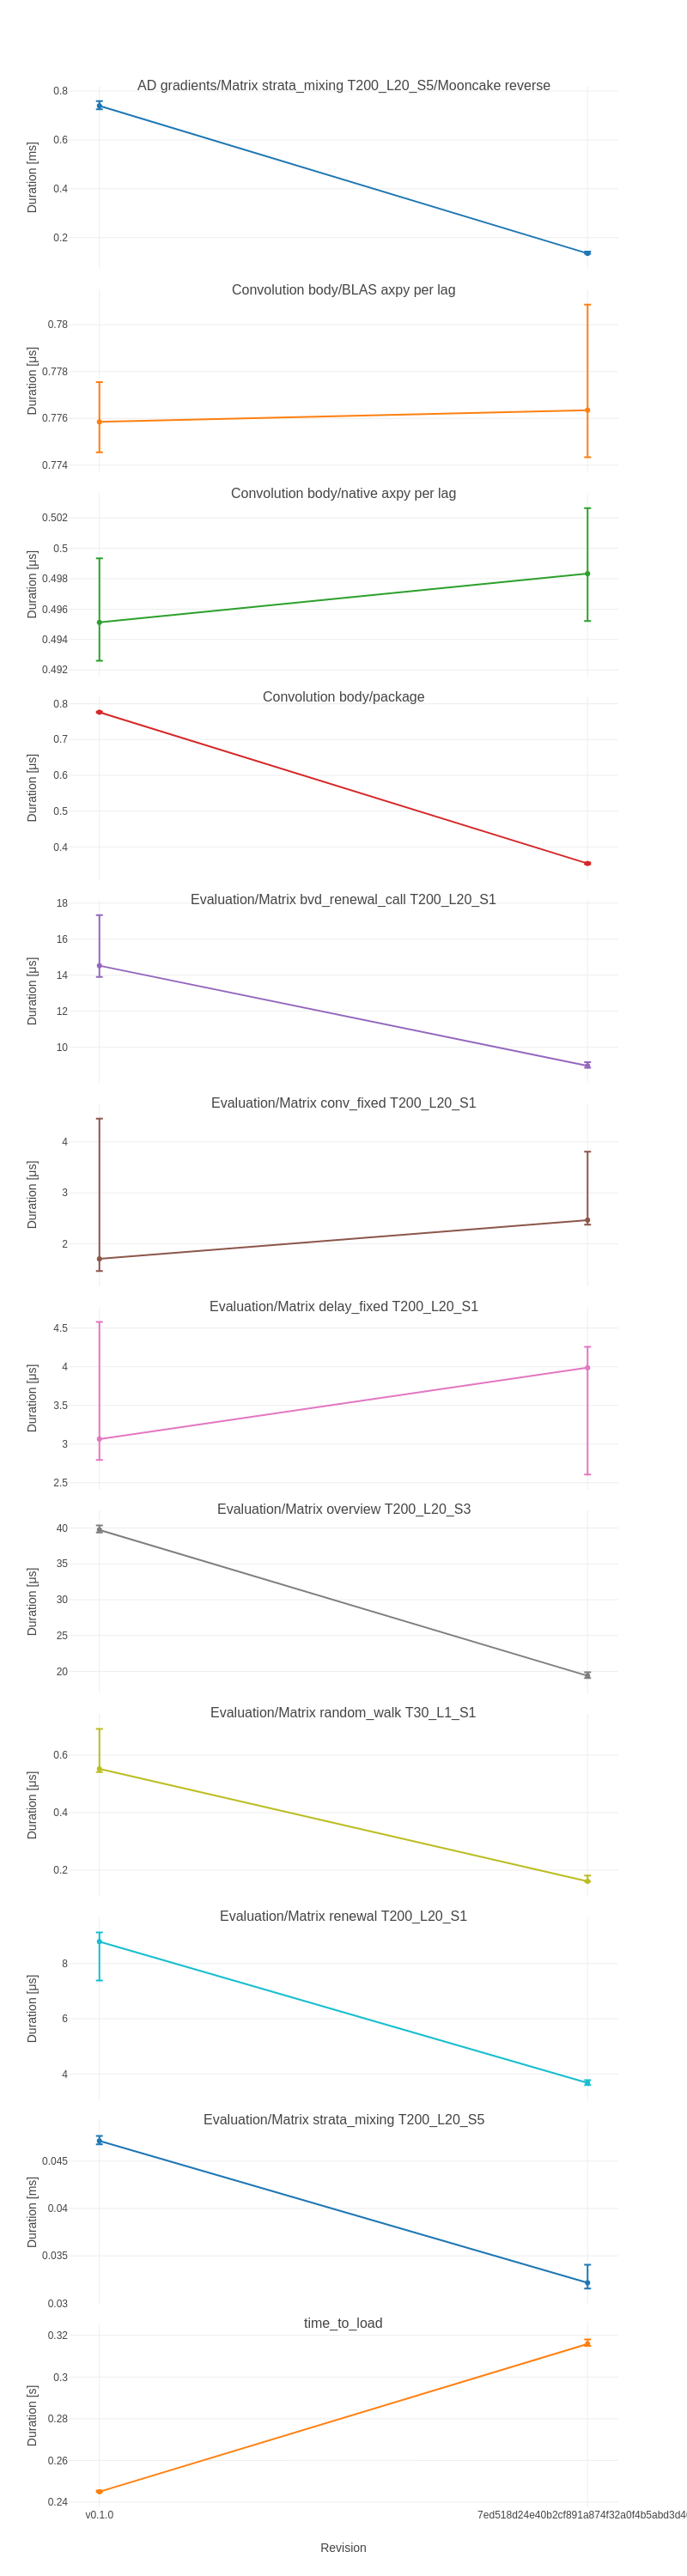 AD gradients/Matrix strata_mixing T200_L20_S5/Mooncake reverse
Duration [ms]
0.8
0.6
0.4
0.2
Convolution body/BLAS axpy per lag
Duration [μs]
0.78
0.778
0.776
0.774
Convolution body/native axpy per lag
Duration [μs]
0.502
0.5
0.498
0.496
0.494
0.492
Convolution body/package
Duration [μs]
0.8
0.7
0.6
0.5
0.4
Evaluation/Matrix bvd_renewal_call T200_L20_S1
Duration [μs]
18
16
14
12
10
Evaluation/Matrix conv_fixed T200_L20_S1
Duration [μs]
4
3
2
Evaluation/Matrix delay_fixed T200_L20_S1
Duration [μs]
4.5
4
3.5
3
2.5
Evaluation/Matrix overview T200_L20_S3
Duration [μs]
40
35
30
25
20
Evaluation/Matrix random_walk T30_L1_S1
Duration [μs]
0.6
0.4
0.2
Evaluation/Matrix renewal T200_L20_S1
Duration [μs]
8
6
4
Evaluation/Matrix strata_mixing T200_L20_S5
Duration [ms]
0.045
0.04
0.035
0.03
time_to_load
Duration [s]
0.32
0.3
0.28
0.26
0.24
v0.1.0
7ed518d24e40b2cf891a874f32a0f4b5abd3d4
Revision